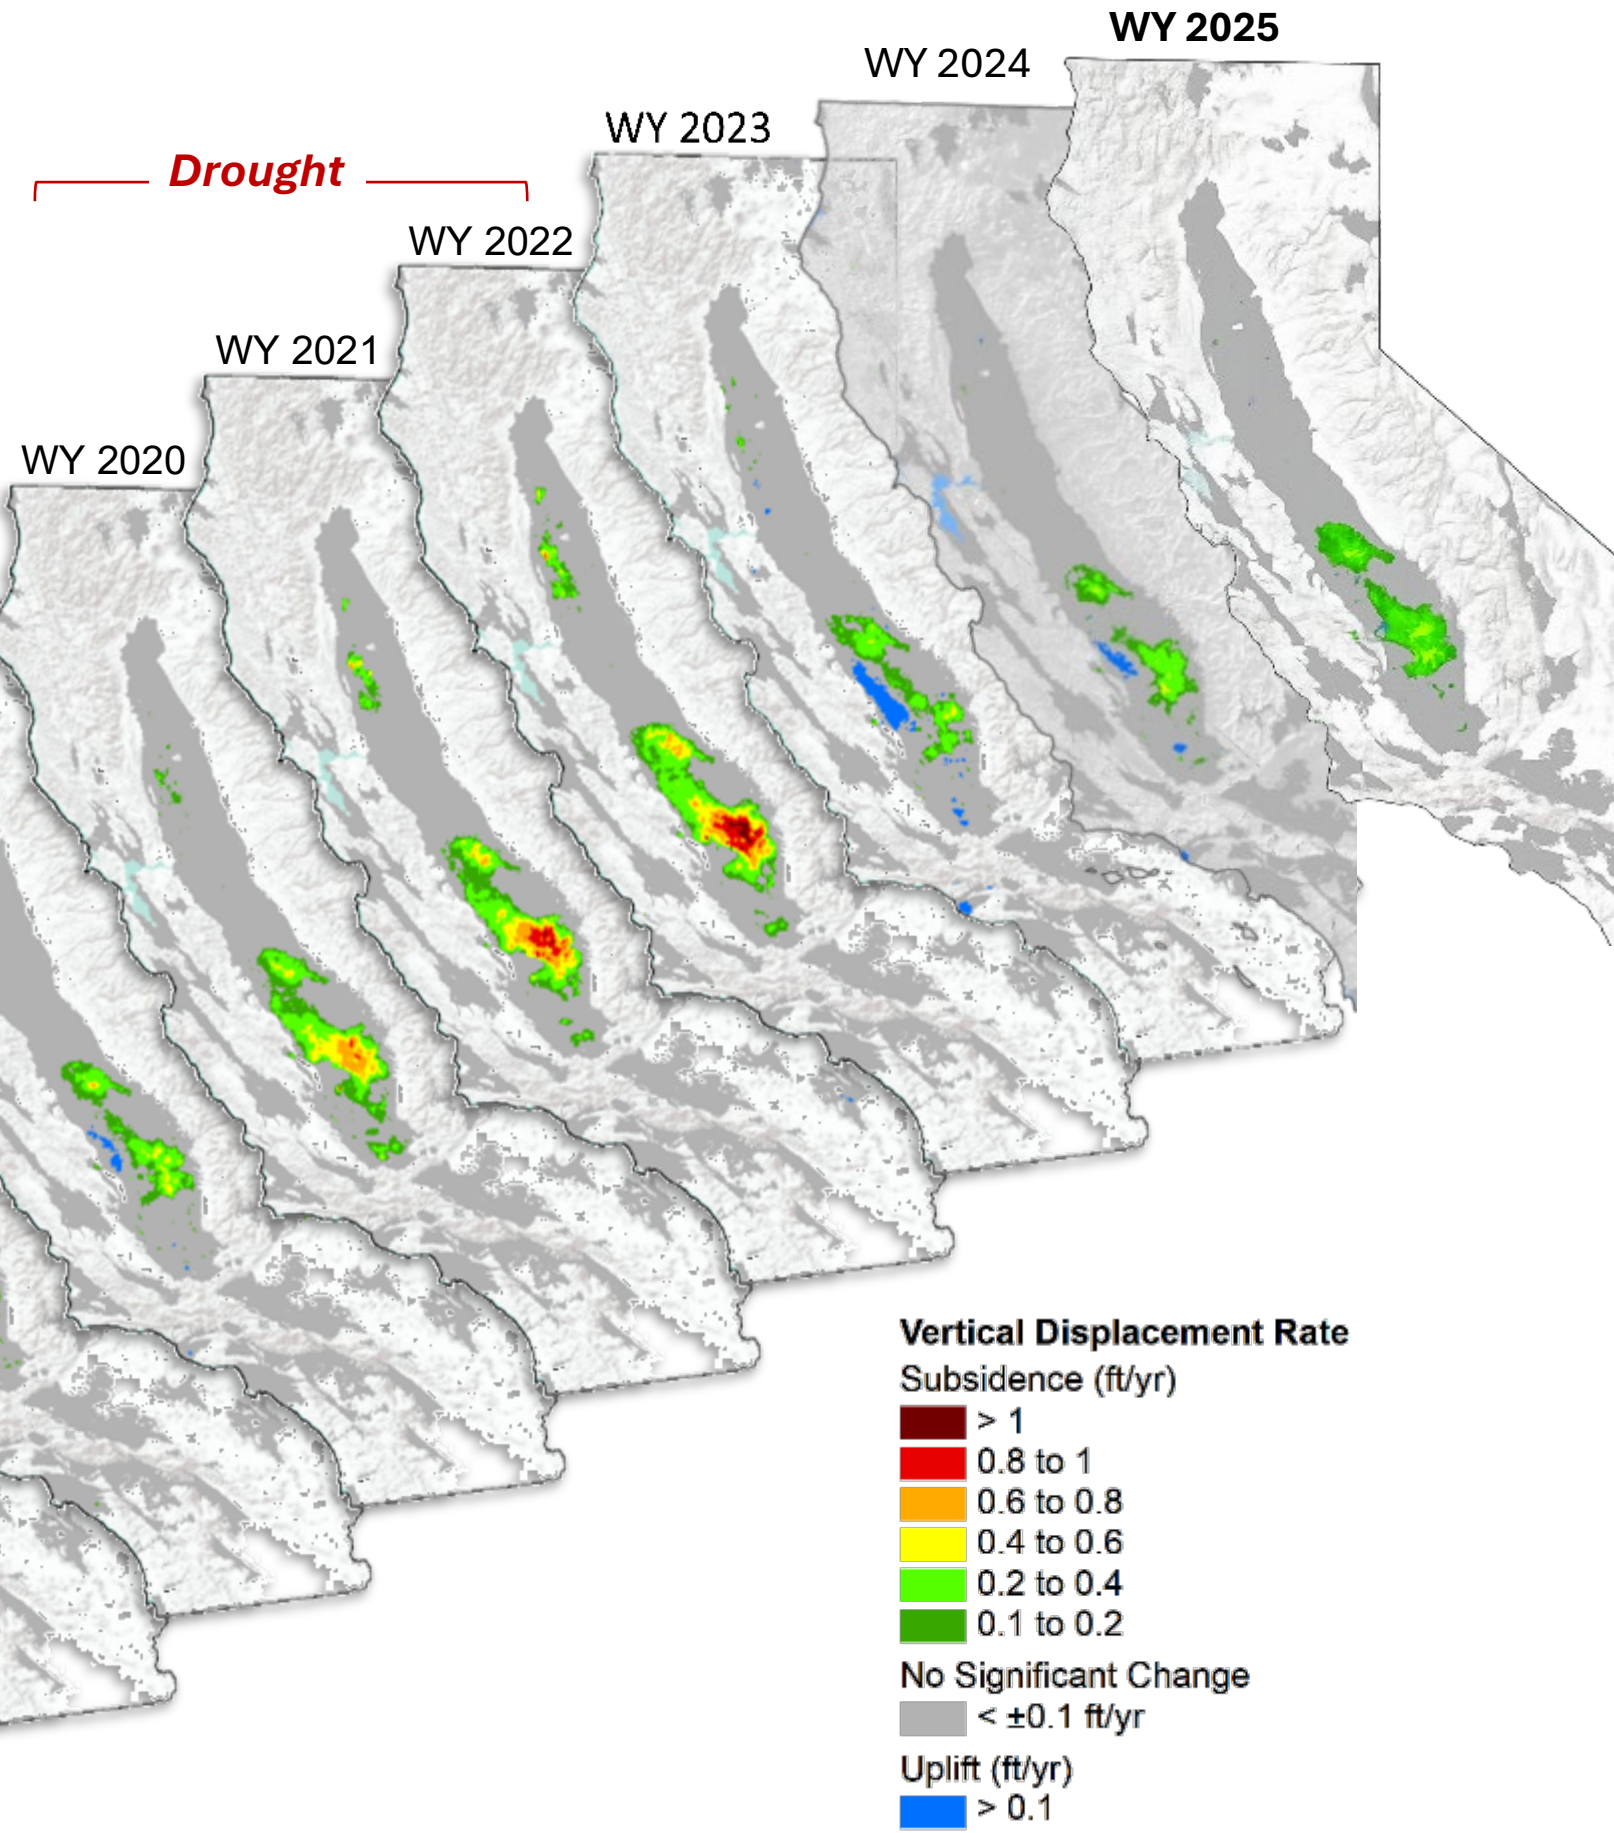 WY 2025
WY 2024
WY 2023
Drought
WY 2022
WY 2021
WY 2020
Vertical Displacement Rate
Subsidence (ft/yr)
> 1
0.8 to 1
0.6 to 0.8
0.4 to 0.6
0.2 to 0.4
0.1 to 0.2
No Significant Change
< ±0.1 ft/yr
Uplift (ft/yr)
> 0.1